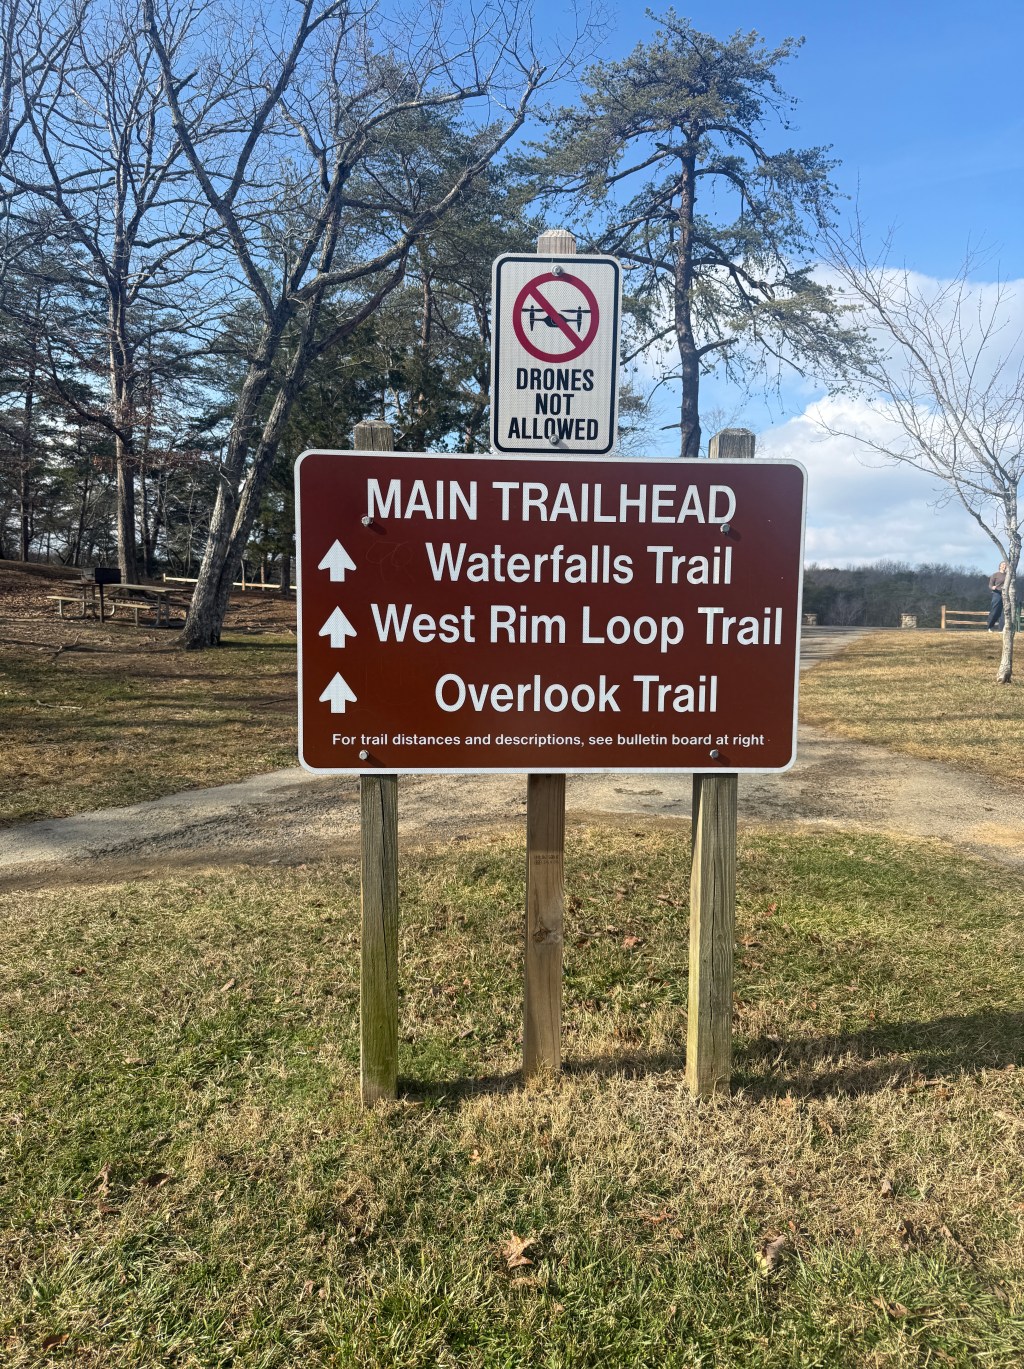 DRONES
NOT
ALLOWED
MAIN TRAILHEAD
Waterfalls Trail
West Rim Loop Trail
Overlook Trail
For trail distances and descriptions, see bulletin board at right